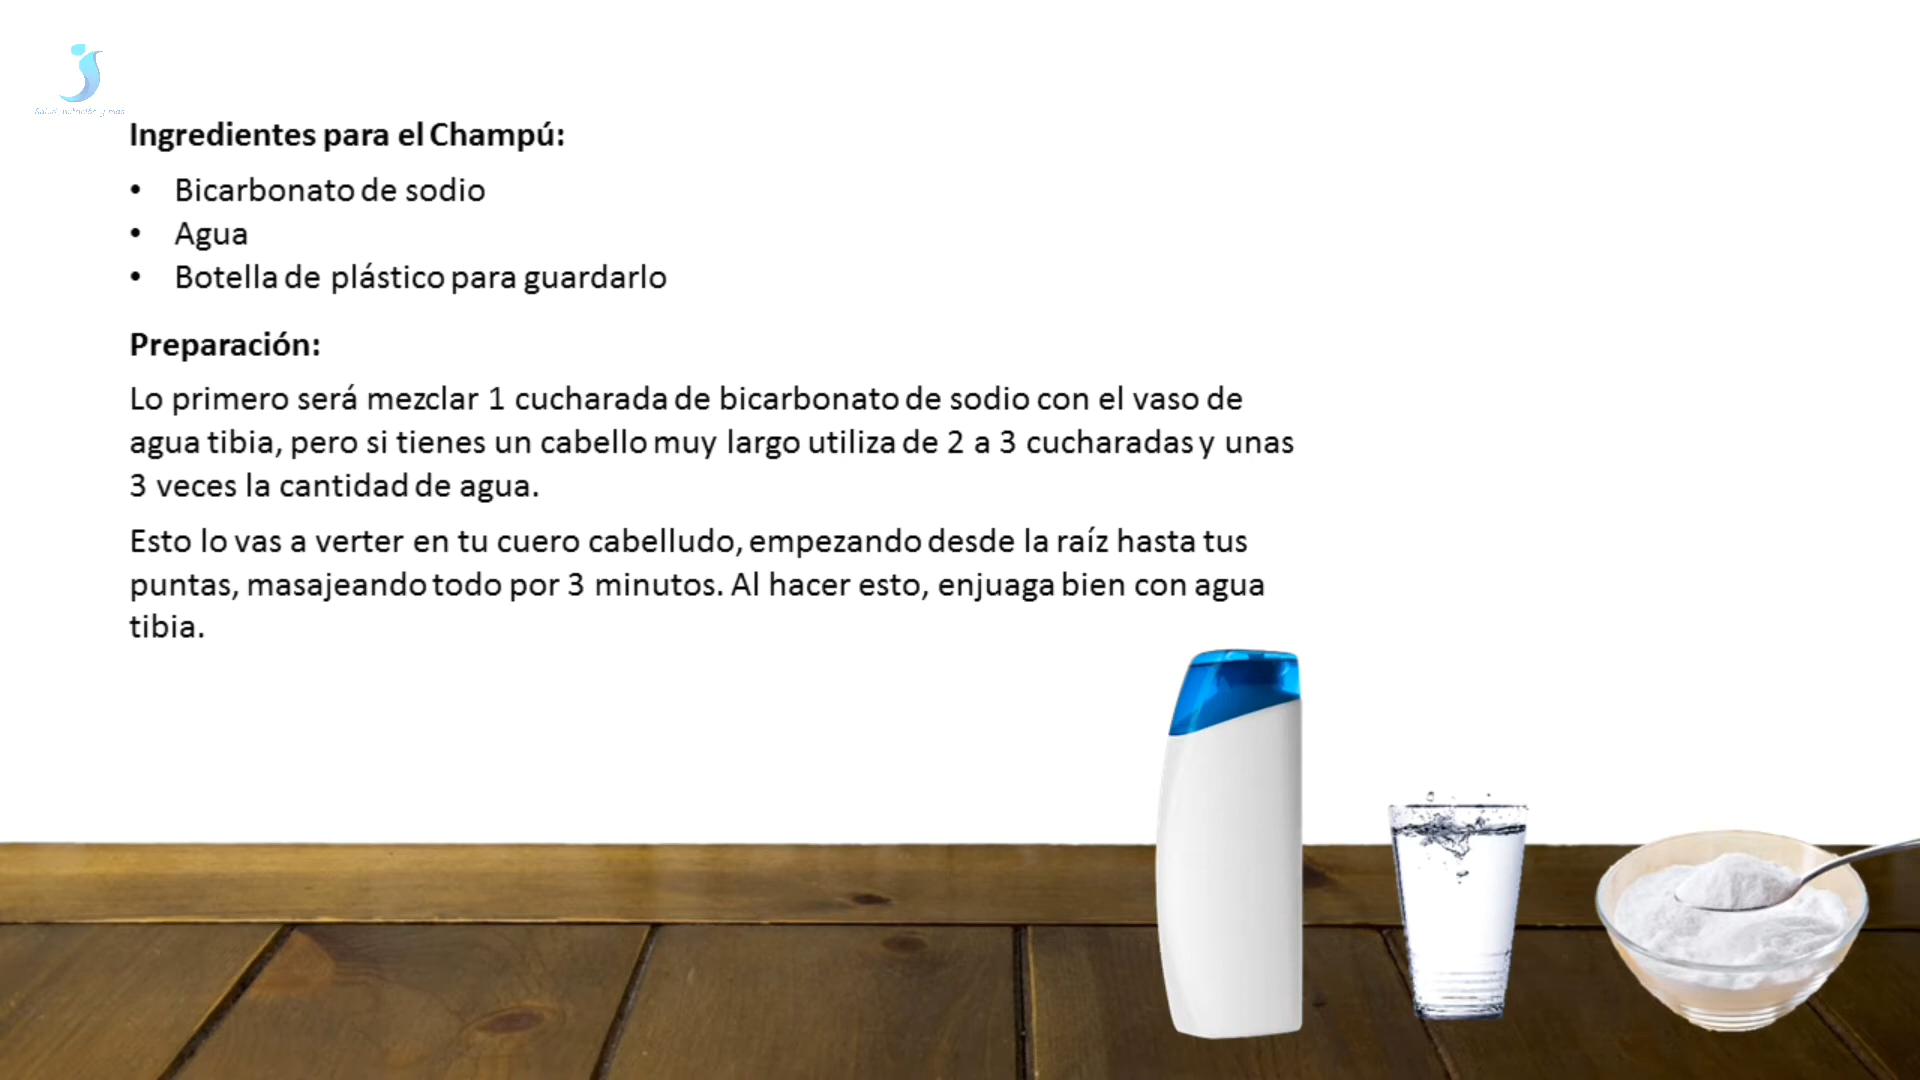 Salud, nutrición y más
Ingredientes para el Champú:
• Bicarbonato de sodio
• Agua
• Botella de plástico para guardarlo
Preparación:
Lo primero será mezclar 1 cucharada de bicarbonato de sodio con el vaso de
agua tibia, pero si tienes un cabello muy largo utiliza de 2 a 3 cucharadas y unas
3 veces la cantidad de agua.
Esto lo vas a verter en tu cuero cabelludo, empezando desde la raíz hasta tus
puntas, masajeando todo por 3 minutos. Al hacer esto, enjuaga bien con agua
tibia.